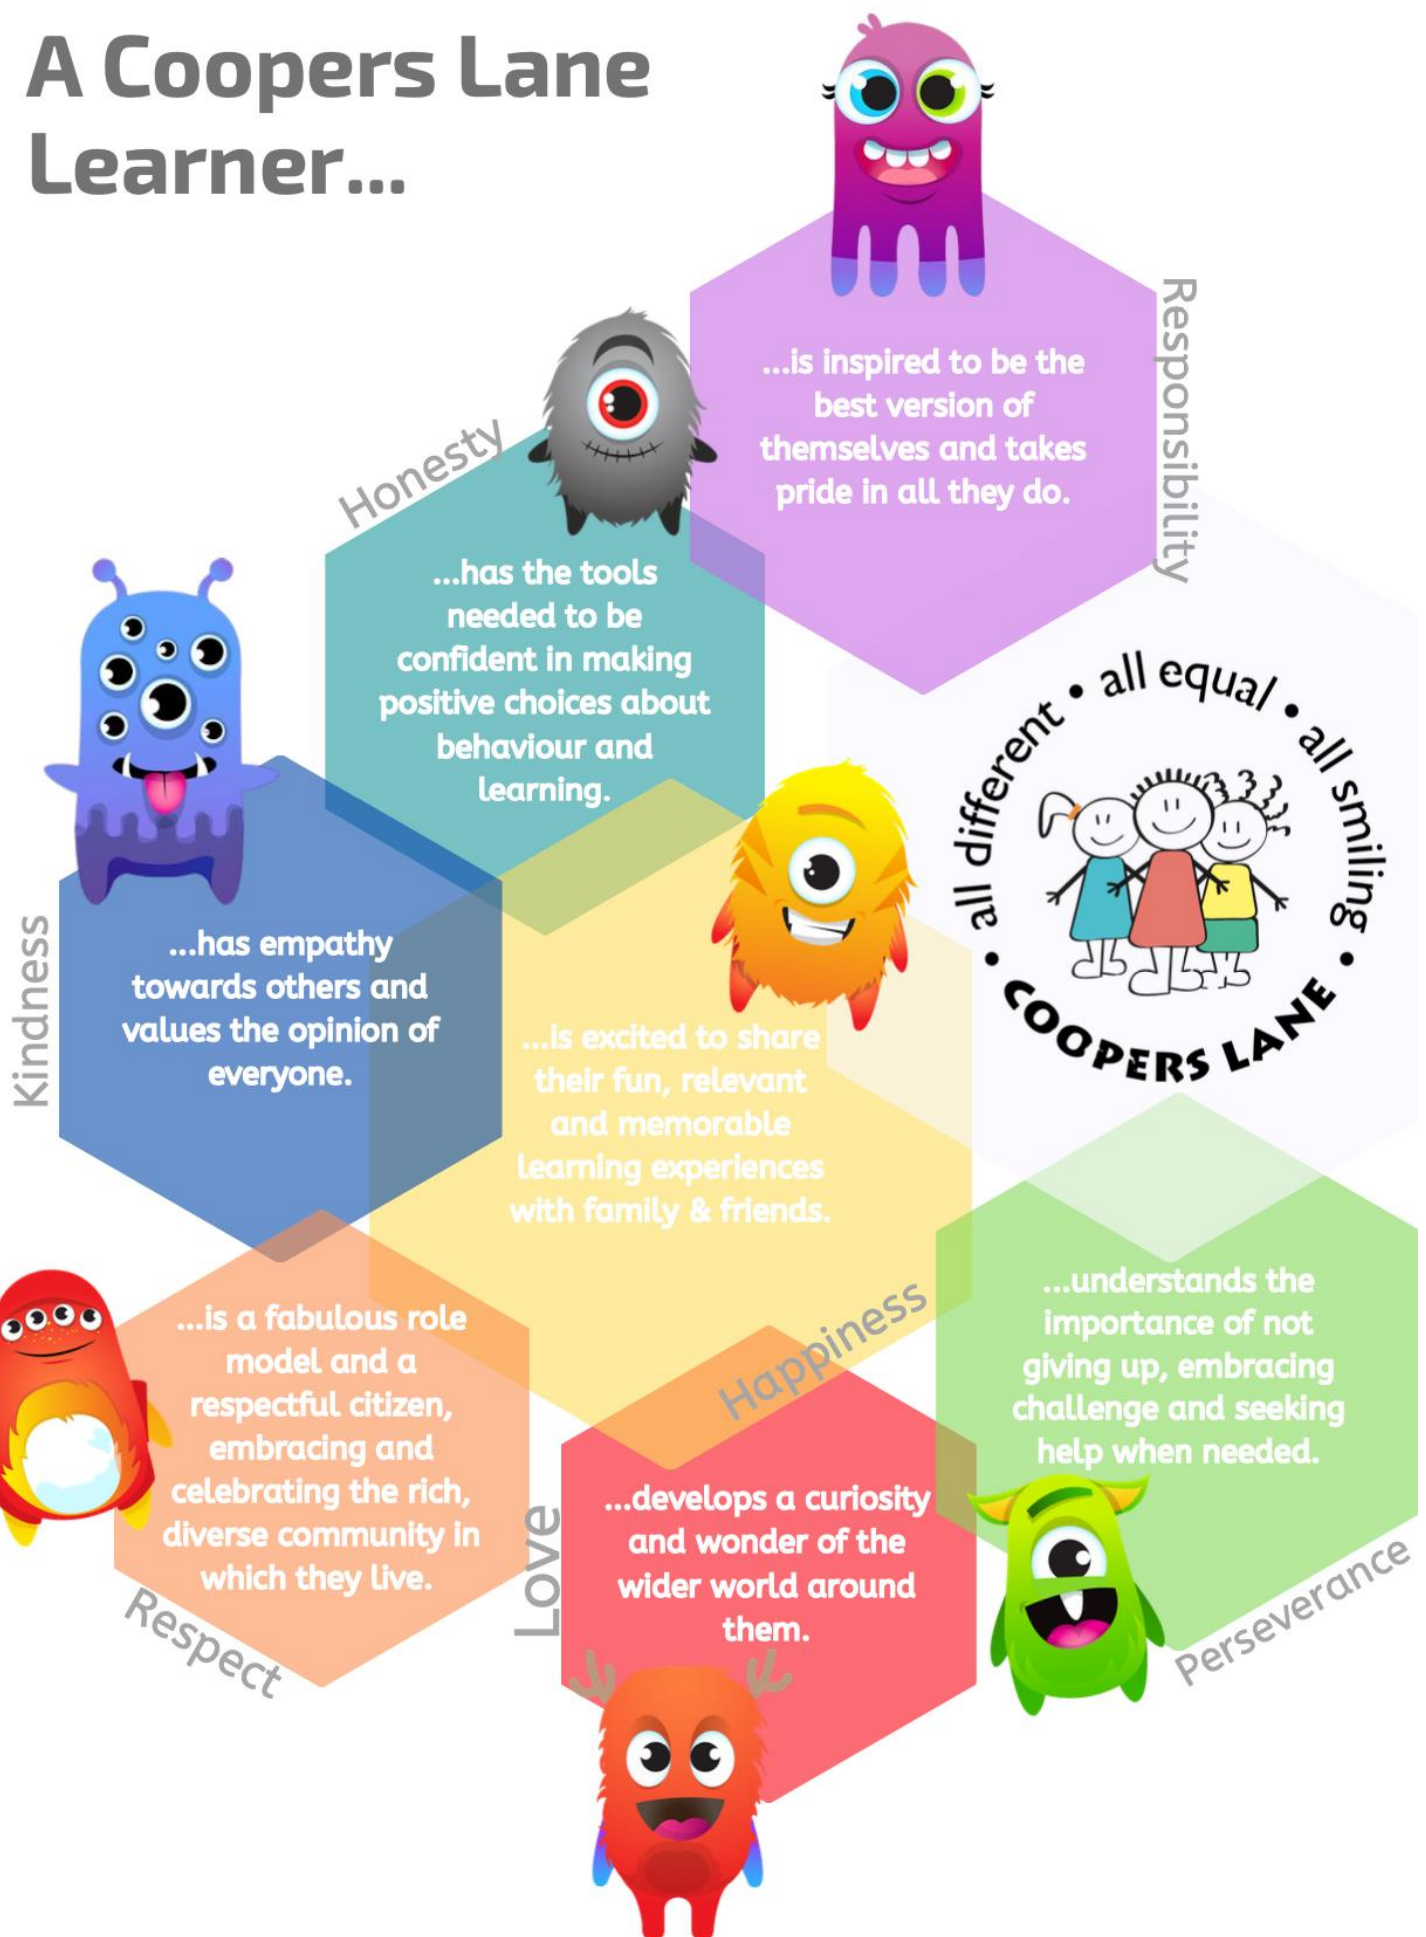 A Coopers Lane
Learner...
Responsibility
...is inspired to be the
best version of
themselves and takes
pride in all they do.
Honesty
...has the tools
needed to be
confident in making
positive choices about
behaviour and
learning.
• all different • all equal • all smiling •
COOPERS LANE
Kindness
...has empathy
towards others and
values the opinion of
everyone.
...is excited to share
their fun, relevant
and memorable
learning experiences
with family & friends.
Happiness
...is a fabulous role
model and a
respectful citizen,
embracing and
celebrating the rich,
diverse community in
which they live.
Respect
...understands the
importance of not
giving up, embracing
challenge and seeking
help when needed.
Perseverance
Love
...develops a curiosity
and wonder of the
wider world around
them.